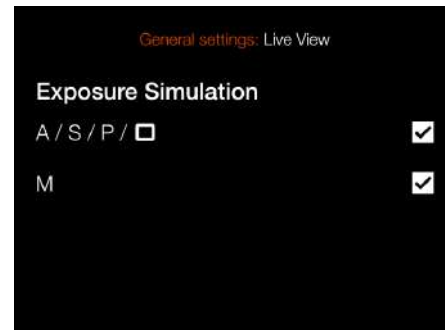 General settings: Live View
Exposure Simulation
A / S / P / □
M